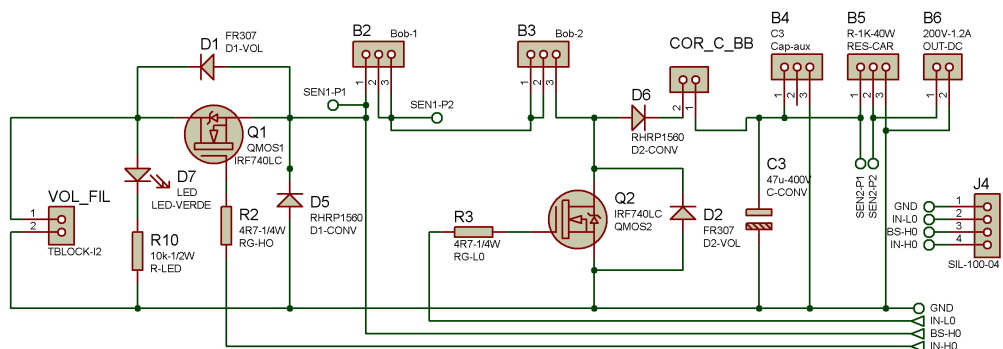 FR307
D1-VOL
D1
B2
Bob-1
1
2
3
SEN1-P1
SEN1-P2
B3
Bob-2
1
2
3
COR_C_BB
2
1
B4
C3
Cap-aux
1
2
3
B5
R-1K-40W
RES-CAR
1
2
3
B6
200V-1.2A
OUT-DC
1
2
Q1
QMOS1
IRF740LC
D7
LED
LED-VERDE
VOL_FIL
1
2
TBLOCK-I2
R10
10k-1/2W
R-LED
R2
4R7-1/4W
RG-HO
D5
RHRP1560
D1-CONV
D6
RHRP1560
D2-CONV
R3
4R7-1/4W
RG-L0
Q2
IRF740LC
QMOS2
D2
FR307
D2-VOL
C3
47u-400V
C-CONV
SEN2-P1
SEN2-P2
J4
GND
1
IN-L0
2
BS-H0
3
IN-H0
4
SIL-100-04
GND
IN-L0
BS-H0
IN-H0